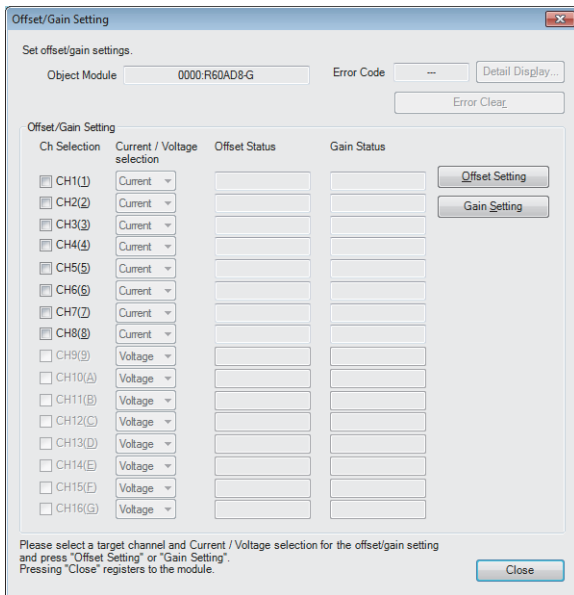 Offset/Gain Setting
Set offset/gain settings.
Object Module 0000:R60AD8-G Error Code --- Detail Display...
Error Clear
Offset/Gain Setting
Ch Selection Current / Voltage selection Offset Status Gain Status
CH1(1) Current Offset Setting
CH2(2) Current Gain Setting
CH3(3) Current
CH4(4) Current
CH5(5) Current
CH6(6) Current
CH7(7) Current
CH8(8) Current
CH9(9) Voltage
CH10(A) Voltage
CH11(B) Voltage
CH12(C) Voltage
CH13(D) Voltage
CH14(E) Voltage
CH15(F) Voltage
CH16(G) Voltage
Please select a target channel and Current / Voltage selection for the offset/gain setting
and press "Offset Setting" or "Gain Setting".
Pressing "Close" registers to the module.
Close